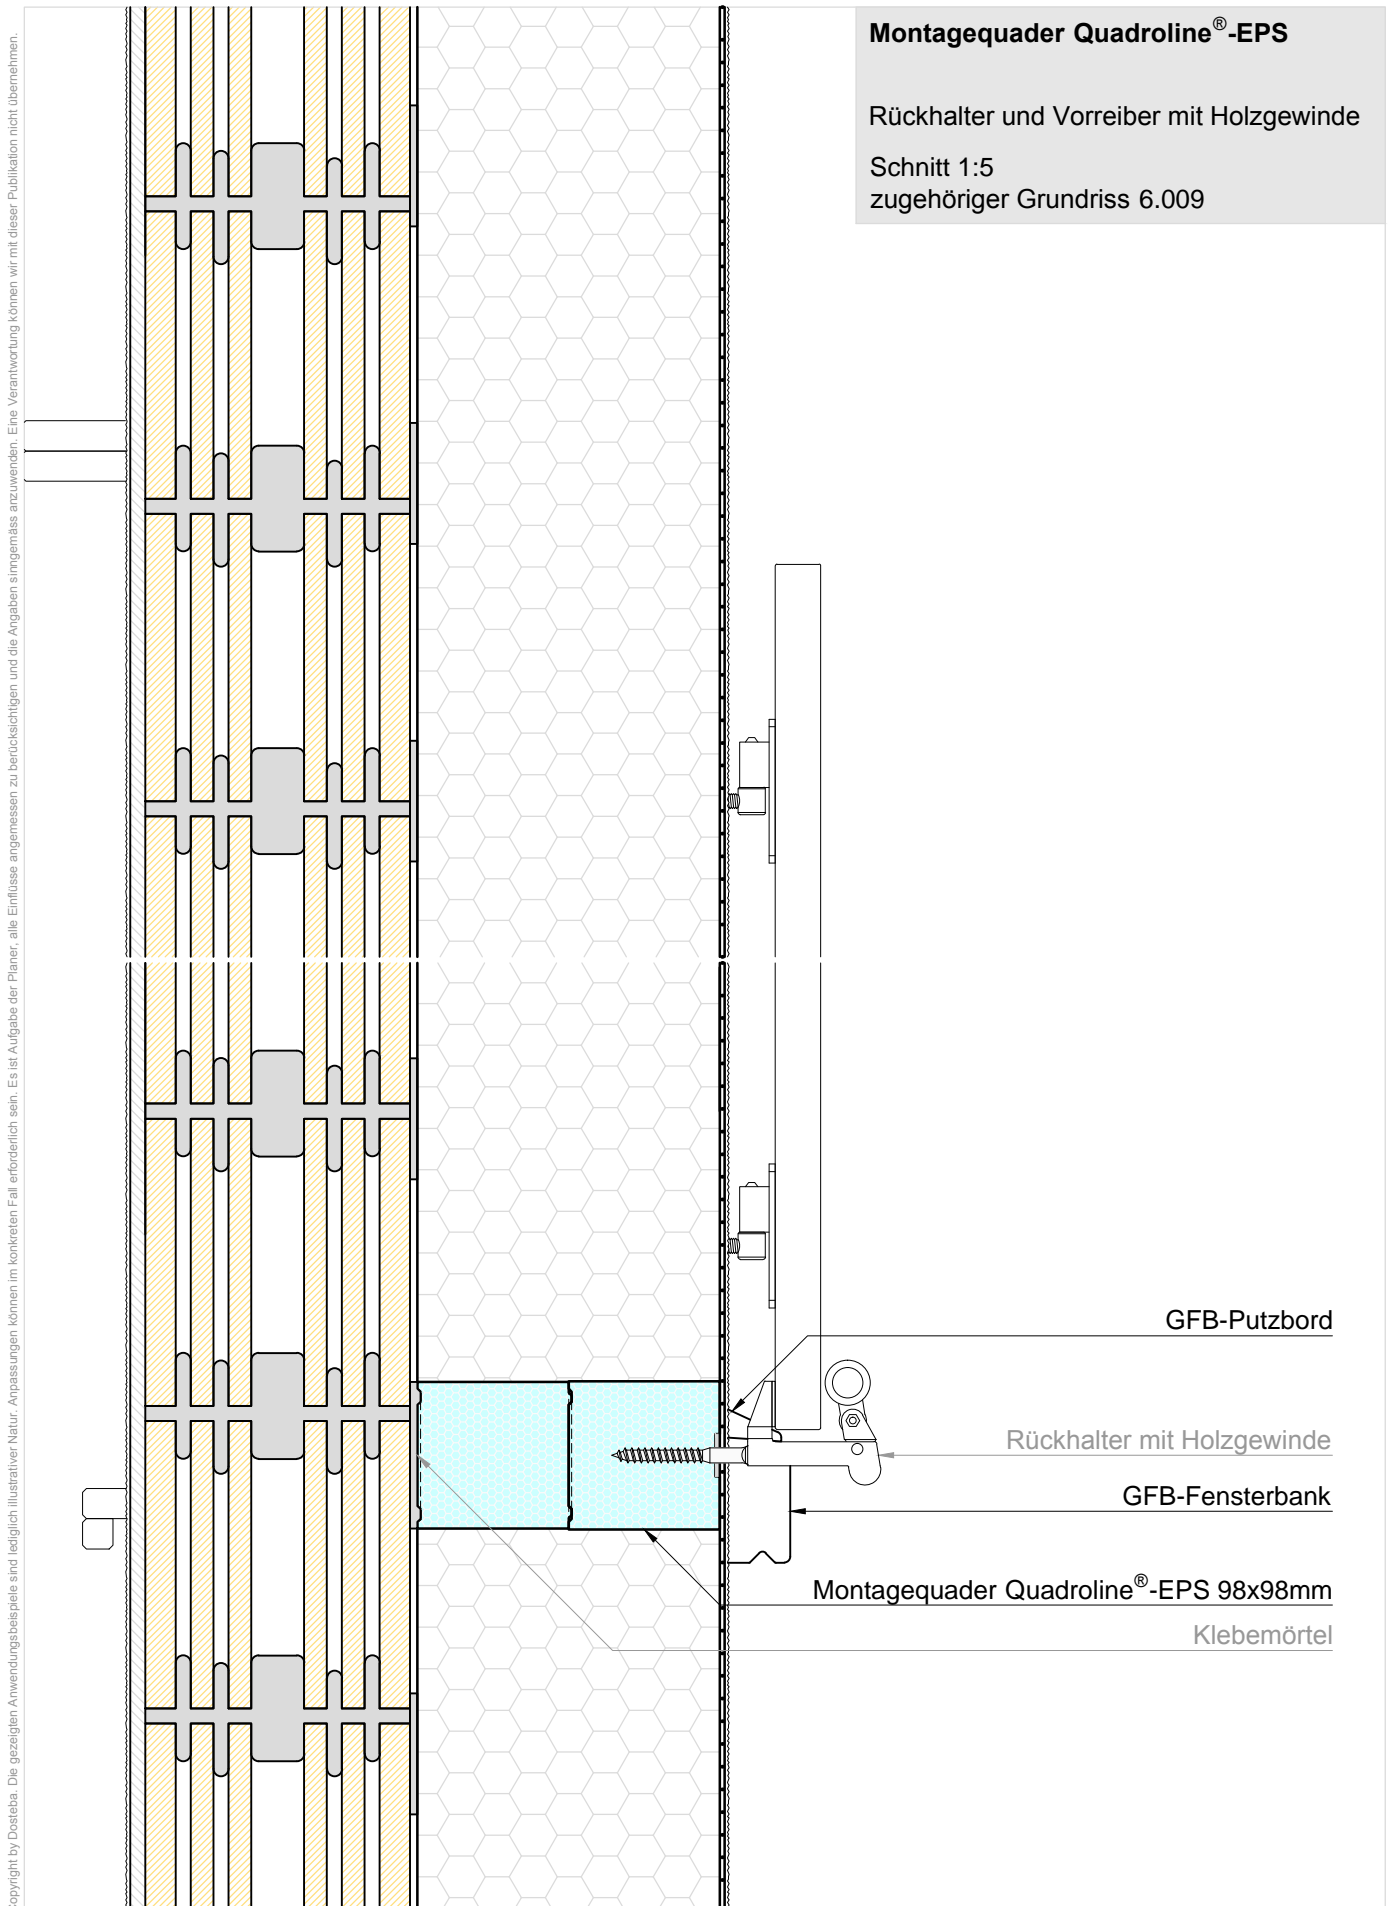 Montagequader Quadroline®-EPS
Rückhalter und Vorreiber mit Holzgewinde
Schnitt 1:5
zugehöriger Grundriss 6.009
GFB-Putzbord
Rückhalter mit Holzgewinde
GFB-Fensterbank
Montagequader Quadroline®-EPS 98x98mm
Klebemörtel
Copyright by Dosteba. Die gezeigten Anwendungsbeispiele sind lediglich illustrativer Natur. Anpassungen können im konkreten Fall erforderlich sein. Es ist Aufgabe der Planer, alle Einflüsse angemessen zu berücksichtigen und die Angaben sinngemäss anzuwenden. Eine Verantwortung können wir mit dieser Publikation nicht übernehmen.